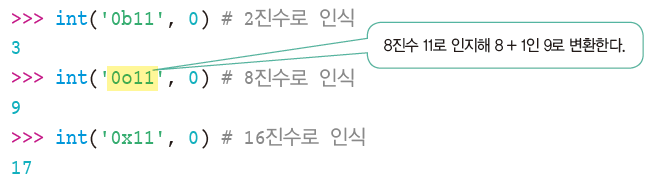 >>> int('0b11', 0) # 2진수로 인식
3
8진수 11로 인지해 8 + 1인 9로 변환한다.
>>> int('0o11', 0) # 8진수로 인식
9
>>> int('0x11', 0) # 16진수로 인식
17